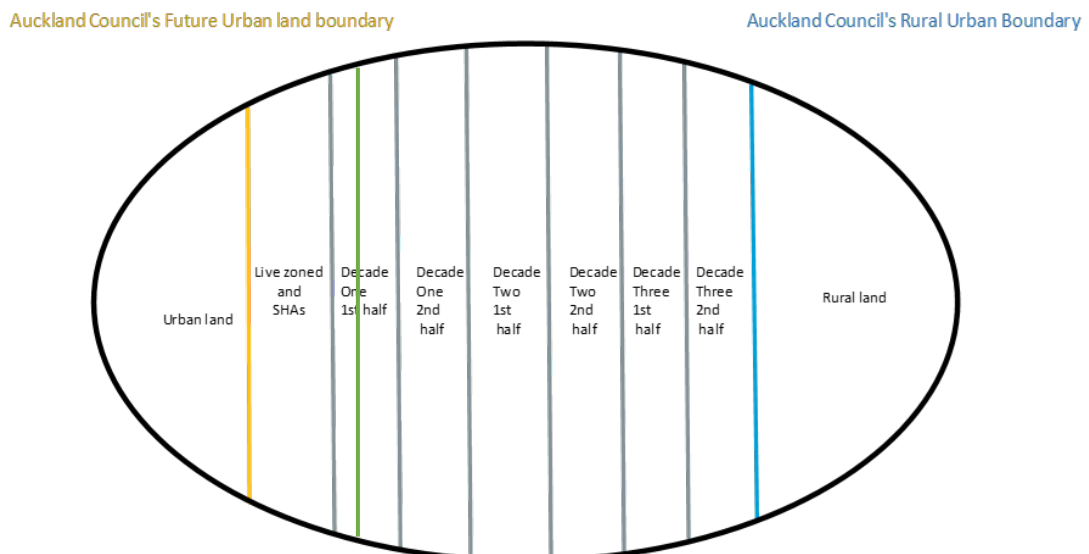 Auckland Council's Future Urban land boundary
Auckland Council's Rural Urban Boundary
Urban land
Live zoned
and
SHAs
Decade
One
1st half
Decade
One
2nd
half
Decade
Two
1st
half
Decade
Two
2nd
half
Decade
Three
1st
half
Decade
Three
2nd
half
Rural land